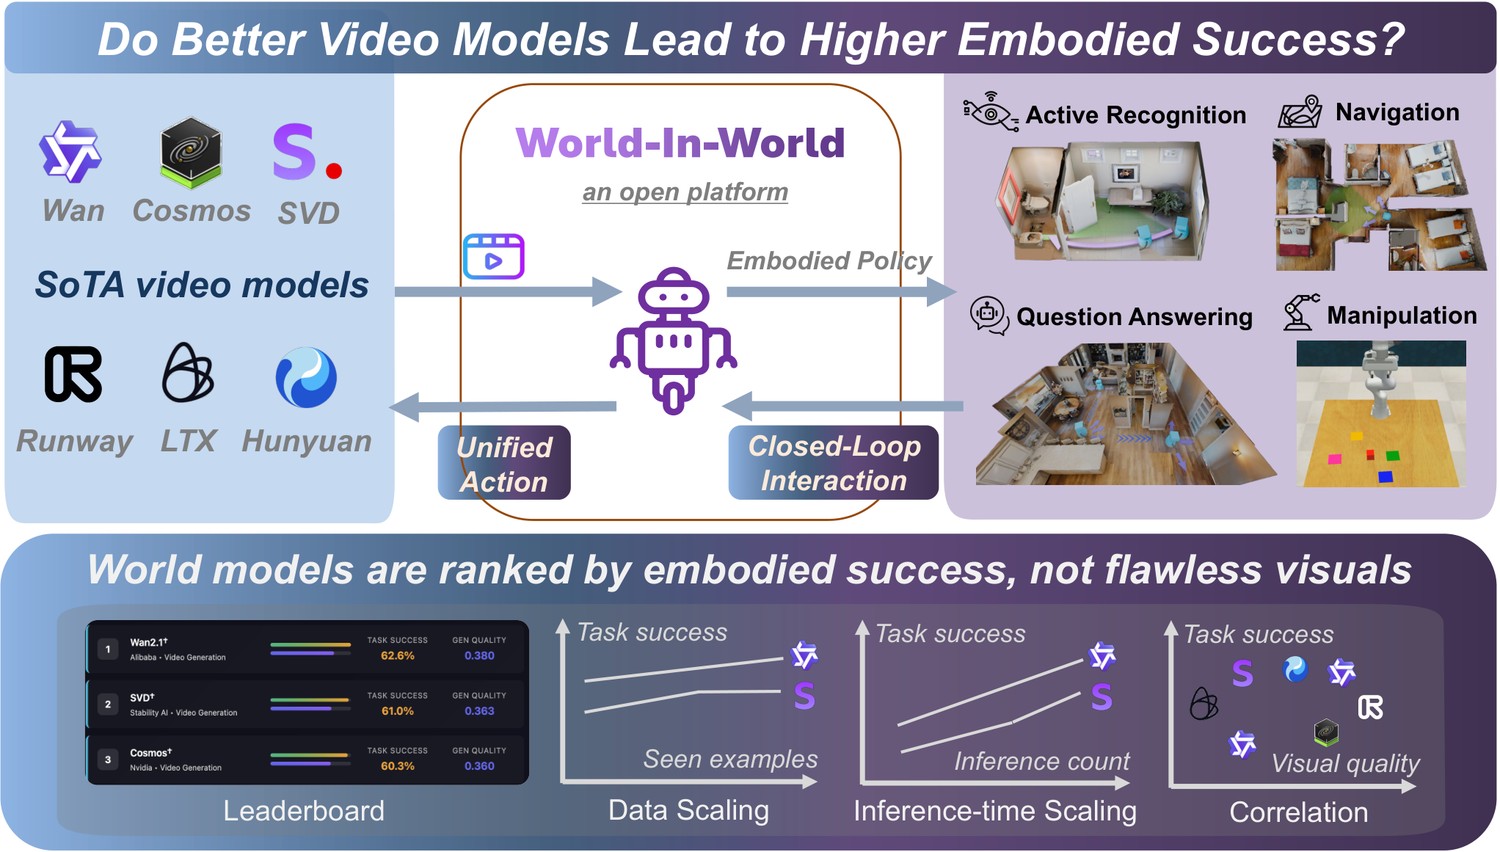 Do Better Video Models Lead to Higher Embodied Success?
Wan
Cosmos
SVD
SoTA video models
Runway
LTX
Hunyuan
World-In-World
an open platform
Embodied Policy
Unified
Action
Closed-Loop
Interaction
Active Recognition
Navigation
Question Answering
Manipulation
World models are ranked by embodied success, not flawless visuals
1
Wan2.1†
Alibaba • Video Generation
TASK SUCCESS
62.6%
GEN QUALITY
0.380
2
SVD†
Stability AI • Video Generation
TASK SUCCESS
61.0%
GEN QUALITY
0.363
3
Cosmos†
Nvidia • Video Generation
TASK SUCCESS
60.3%
GEN QUALITY
0.360
Leaderboard
Task success
S
Seen examples
Data Scaling
Task success
S
Inference count
Inference-time Scaling
Task success
S
Visual quality
Correlation